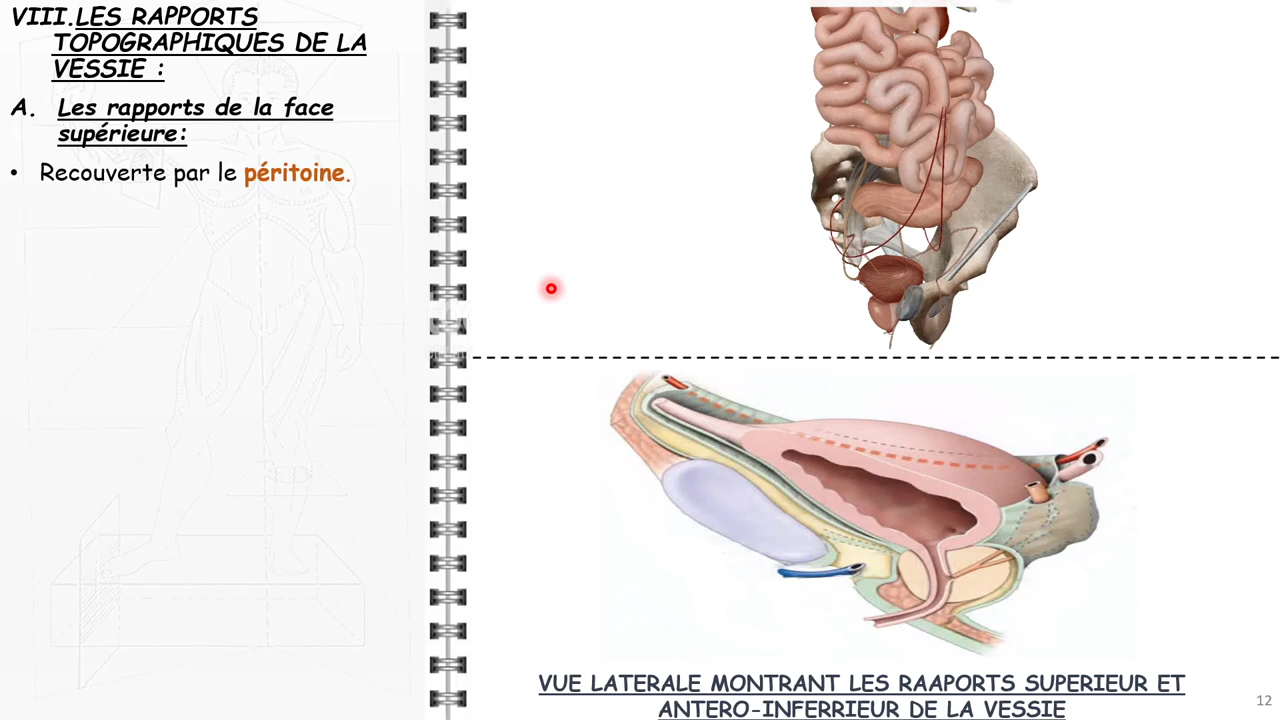 VIII.LES RAPPORTS
TOPOGRAPHIQUES DE LA
VESSIE :
A. Les rapports de la face
supérieure:
• Recouverte par le péritoine.
VUE LATERALE MONTRANT LES RAAPORTS SUPERIEUR ET
ANTERO-INFERRIEUR DE LA VESSIE
12